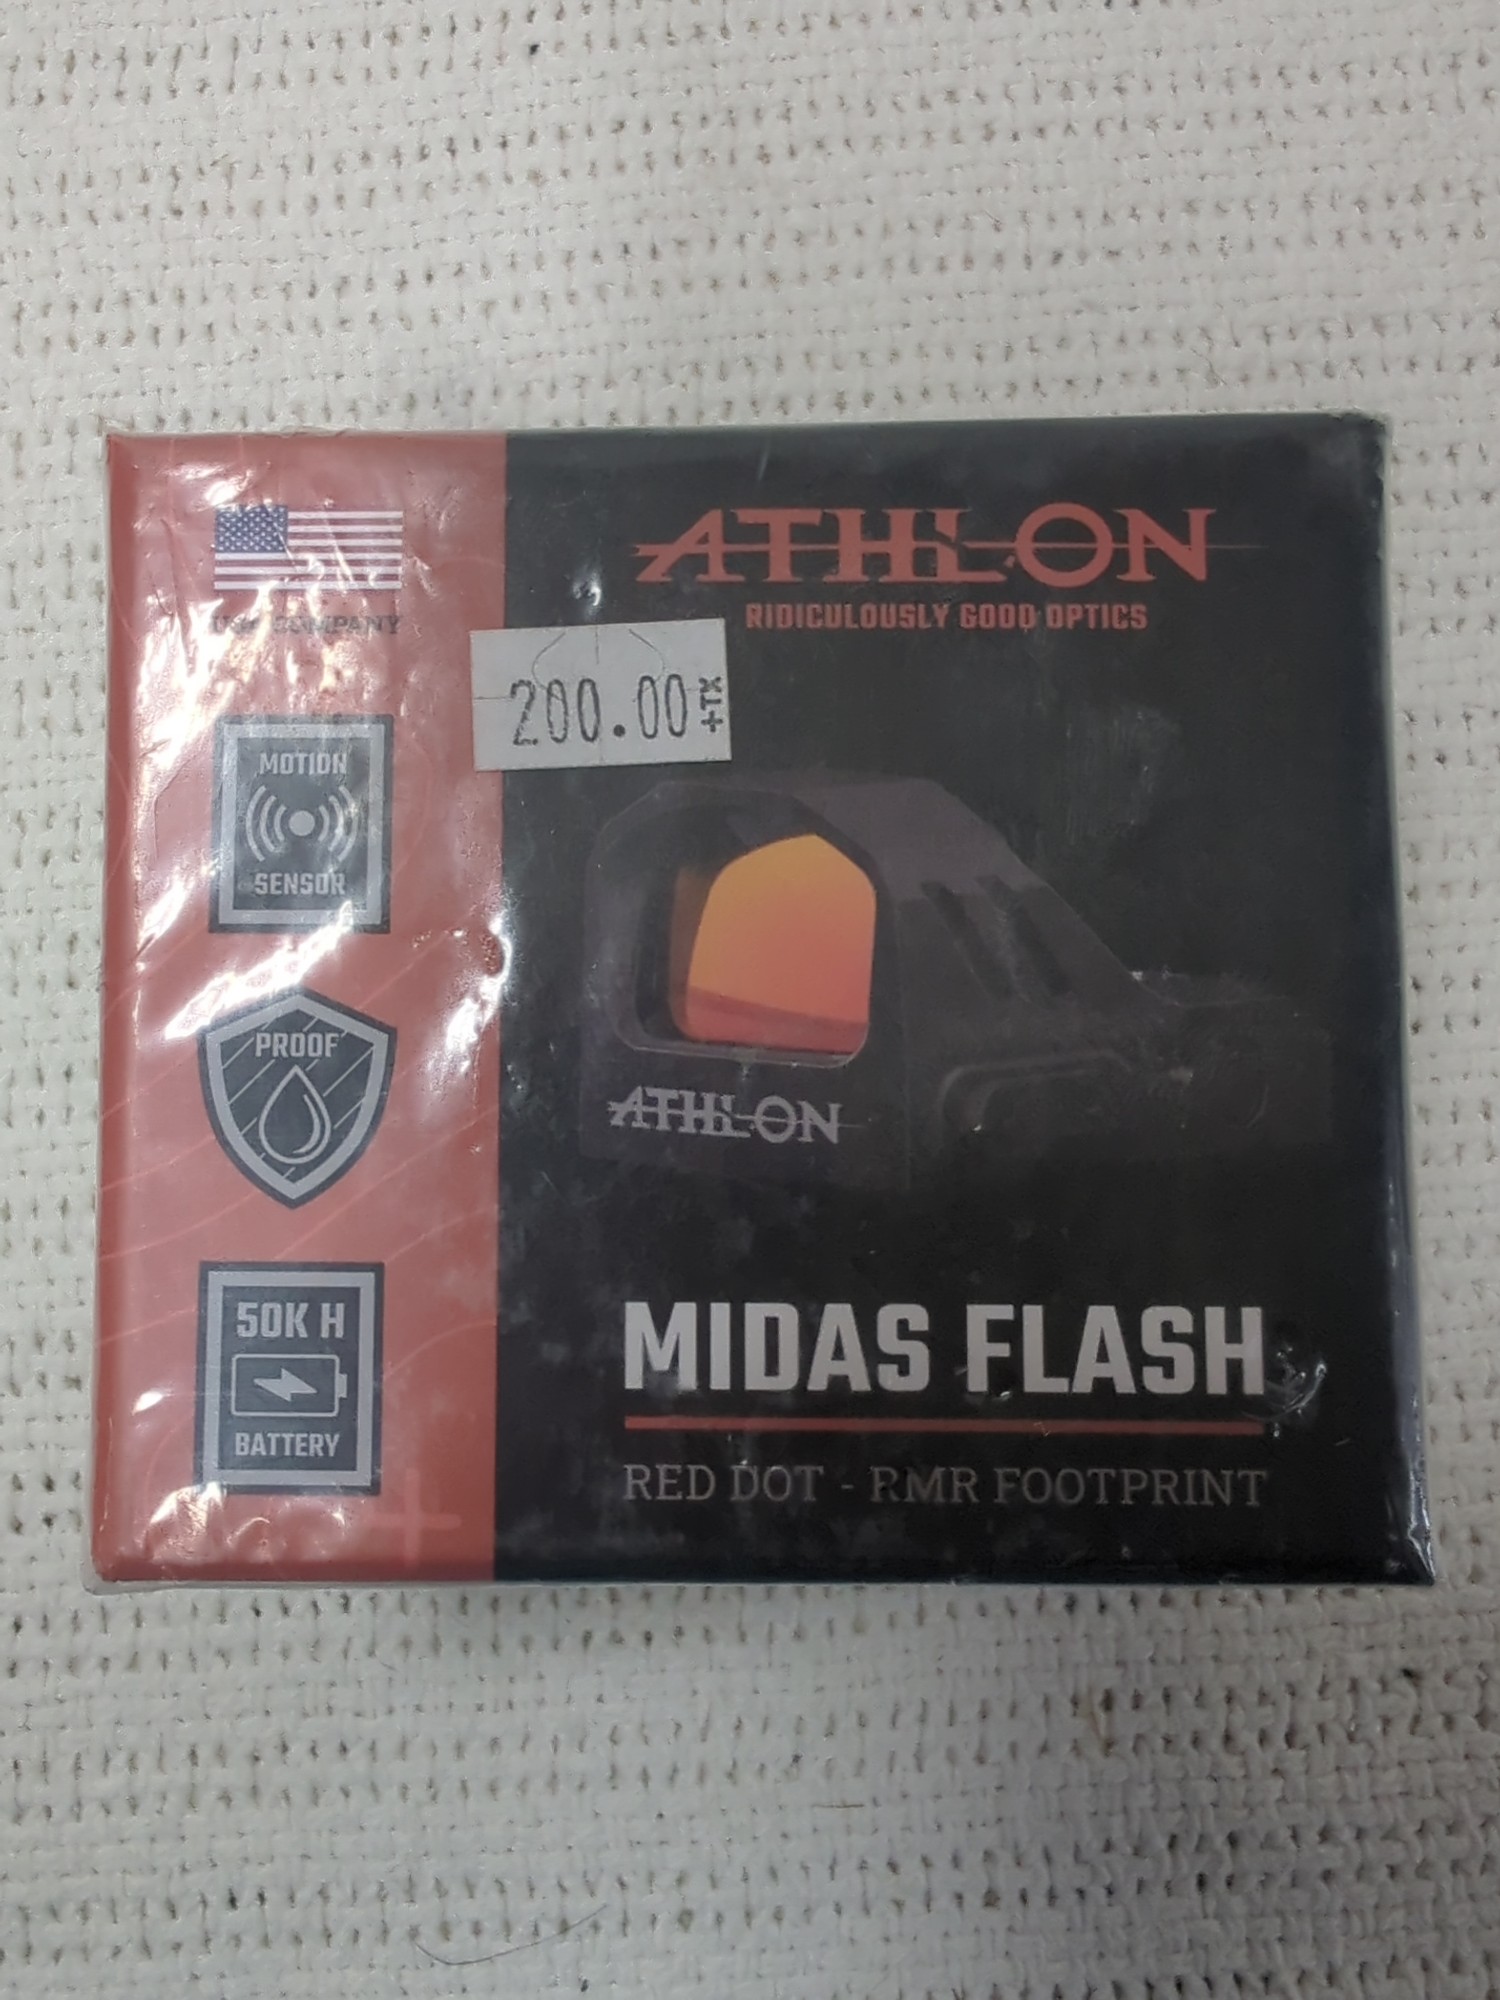 COMPANY
MOTION
SENSOR
PROOF
50K H
BATTERY
ATHLON
RIDICULOUSLY GOOD OPTICS
200.00 +TX
ATHLON
MIDAS FLASH
RED DOT - RMR FOOTPRINT